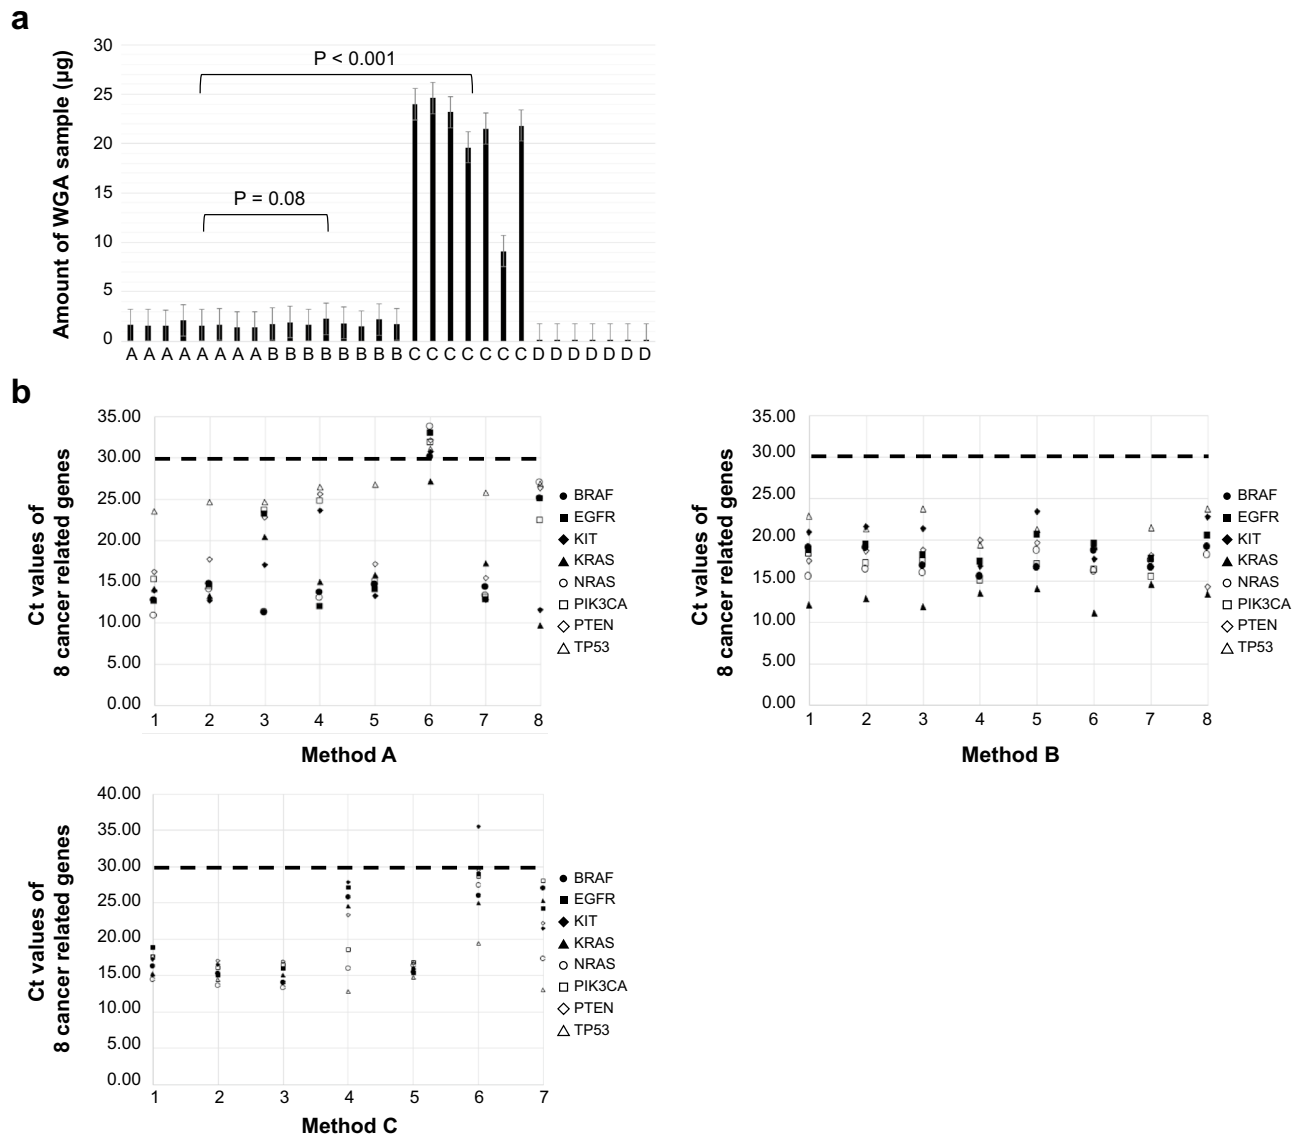 a
Amount of WGA sample (µg)
30
25
20
15
10
5
0
P < 0.001
P = 0.08
A A A A A A A A B B B B B B B B C C C C C C C D D D D D D D
b
Ct values of
8 cancer related genes
35.00
30.00
25.00
20.00
15.00
10.00
5.00
0.00
1 2 3 4 5 6 7 8
Method A
BRAF
EGFR
KIT
KRAS
NRAS
PIK3CA
PTEN
TP53
Ct values of
8 cancer related genes
35.00
30.00
25.00
20.00
15.00
10.00
5.00
0.00
1 2 3 4 5 6 7 8
Method B
BRAF
EGFR
KIT
KRAS
NRAS
PIK3CA
PTEN
TP53
Ct values of
8 cancer related genes
40.00
35.00
30.00
25.00
20.00
15.00
10.00
5.00
0.00
1 2 3 4 5 6 7
Method C
BRAF
EGFR
KIT
KRAS
NRAS
PIK3CA
PTEN
TP53